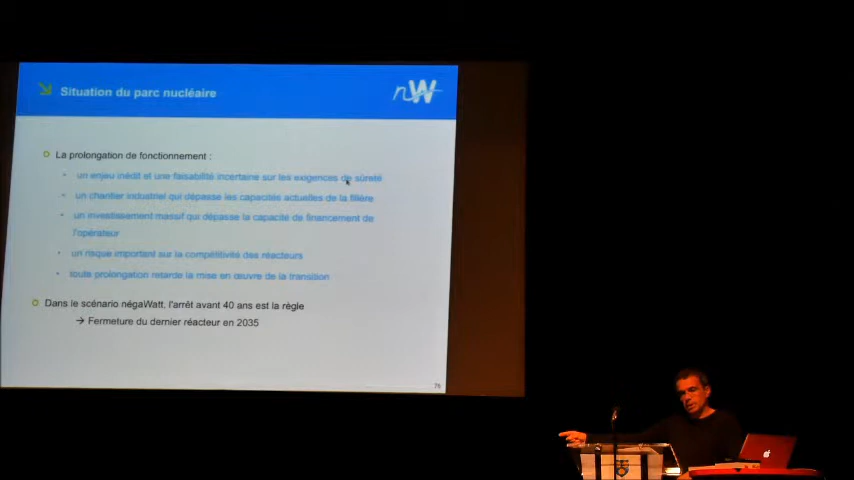 Situation du parc nucléaire
nW
La prolongation de fonctionnement :
un enjeu inédit et une faisabilité incertaine sur les exigences de sûreté
un chantier industriel qui dépasse les capacités actuelles de la filière
un investissement massif qui dépasse la capacité de financement de
l'opérateur
un risque important sur la compétitivité des réacteurs
toute prolongation retarde la mise en œuvre de la transition
Dans le scénario négaWatt, l'arrêt avant 40 ans est la règle
→ Fermeture du dernier réacteur en 2035